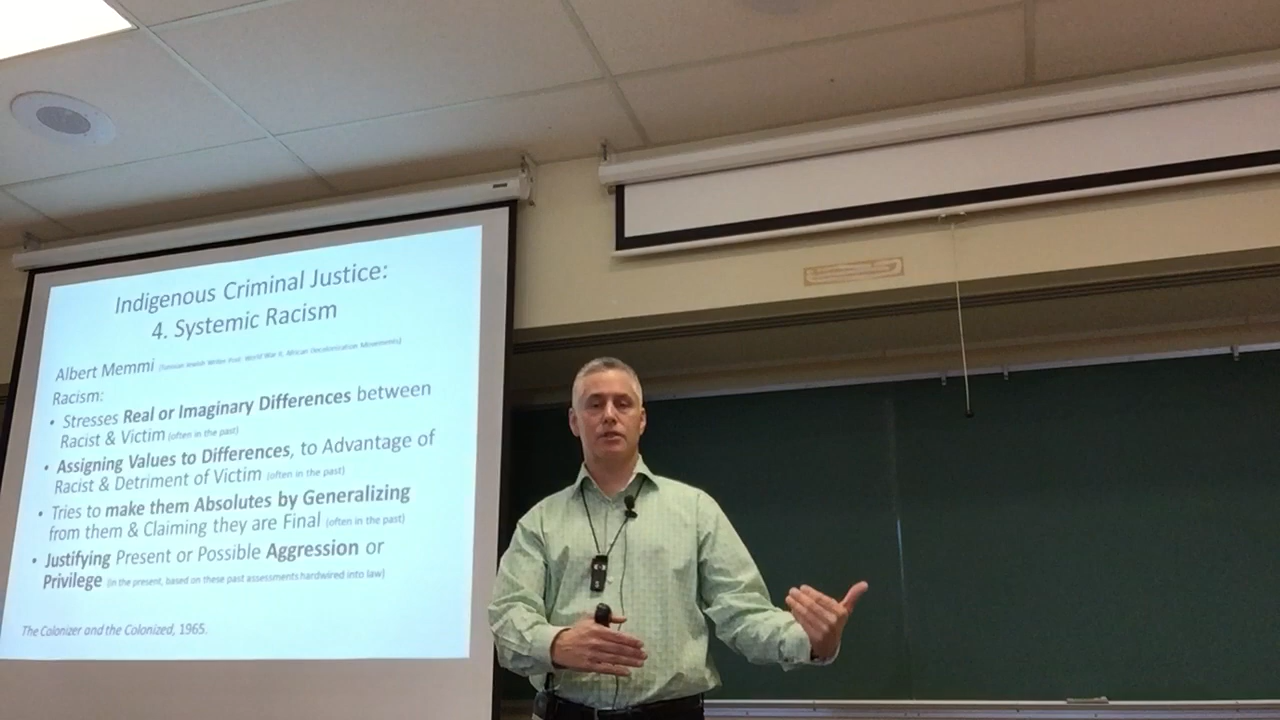 Indigenous Criminal Justice:
4. Systemic Racism
Albert Memmi (Tunisian Jewish Writer Post- World War II, African Decolonization Movements)
Racism:
• Stresses Real or Imaginary Differences between
Racist & Victim (often in the past)
• Assigning Values to Differences, to Advantage of
Racist & Detriment of Victim (often in the past)
• Tries to make them Absolutes by Generalizing
from them & Claiming they are Final (often in the past)
• Justifying Present or Possible Aggression or
Privilege (in the present, based on these past assessments hardwired into law)
The Colonizer and the Colonized, 1965.